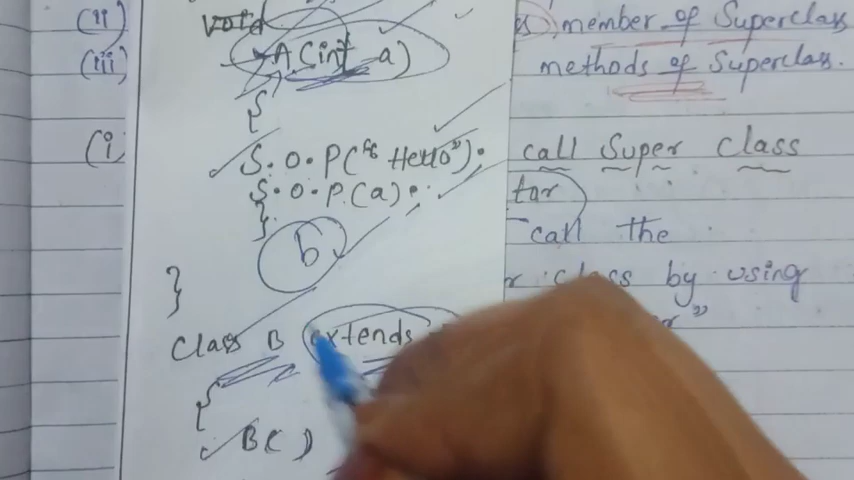 void
A (int a)
{
S.O.P("Hello").
S.O.P.(a).
}
b
}
Class B extends
{
B( )
(ii)
(iii)
(i
member of Superclass
methods of Superclass.
call Super Class
tor
call the
r class by using
"